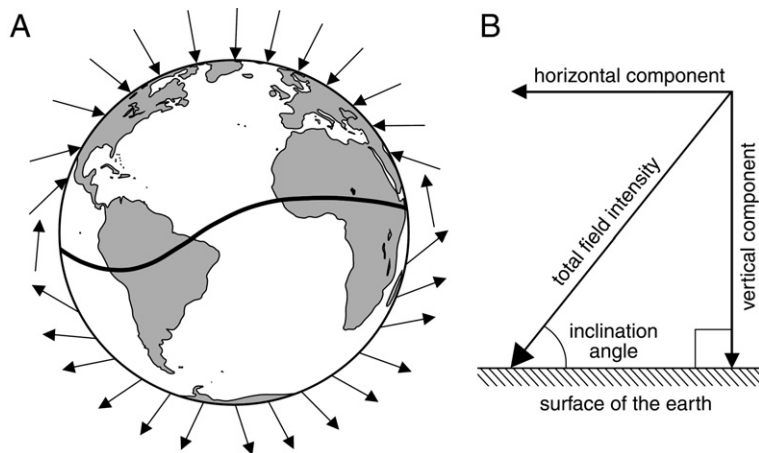 A
B
horizontal component
total field intensity
vertical component
inclination
angle
surface of the earth